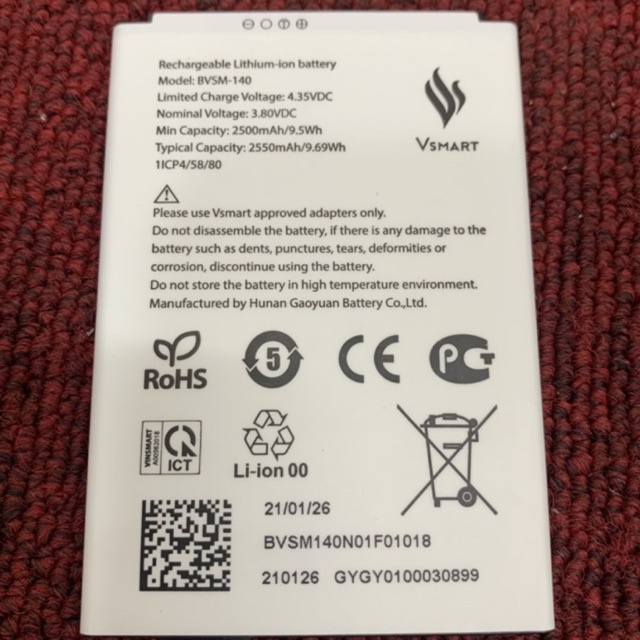 Rechargeable Lithium-ion battery
Model: BVSM-140
Limited Charge Voltage: 4.35VDC
Nominal Voltage: 3.80VDC
Min Capacity: 2500mAh/9.5Wh
Typical Capacity: 2550mAh/9.69Wh
1ICP4/58/80
VSMART
Please use Vsmart approved adapters only.
Do not disassemble the battery, if there is any damage to the
battery such as dents, punctures, tears, deformities or
corrosion, discontinue using the battery.
Do not store the battery in high temperature environment.
Manufactured by Hunan Gaoyuan Battery Co.,Ltd.
RoHS
5
CE
PCT
VINSMART
A00082018
ICT
Li-ion 00
21/01/26
BVSM140N01F01018
210126 GYGY0100030899